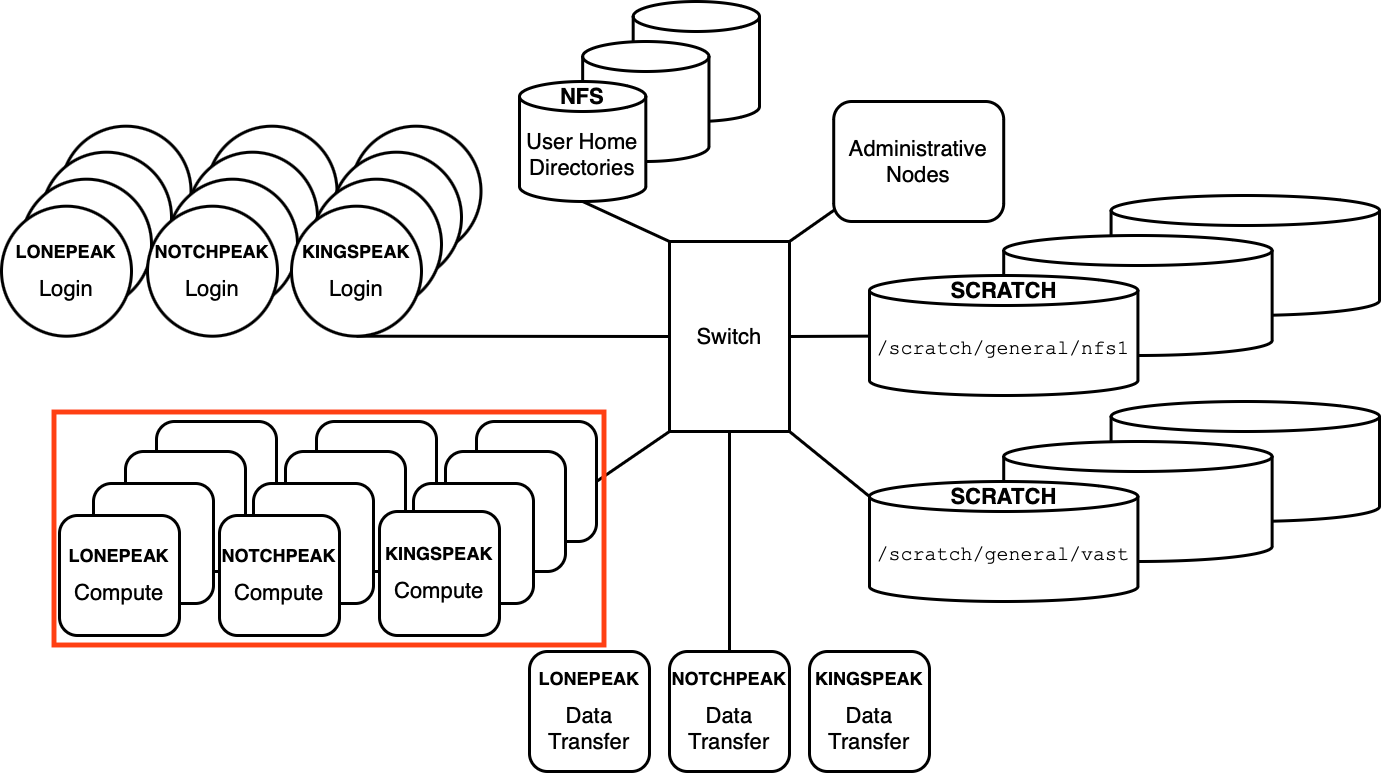 NFS
User Home
Directories
Administrative
Nodes
LONEPEAK
Login
NOTCHPEAK
Login
KINGSPEAK
Login
Switch
SCRATCH
/scratch/general/nfs1
SCRATCH
/scratch/general/vast
LONEPEAK
Compute
NOTCHPEAK
Compute
KINGSPEAK
Compute
LONEPEAK
Data
Transfer
NOTCHPEAK
Data
Transfer
KINGSPEAK
Data
Transfer